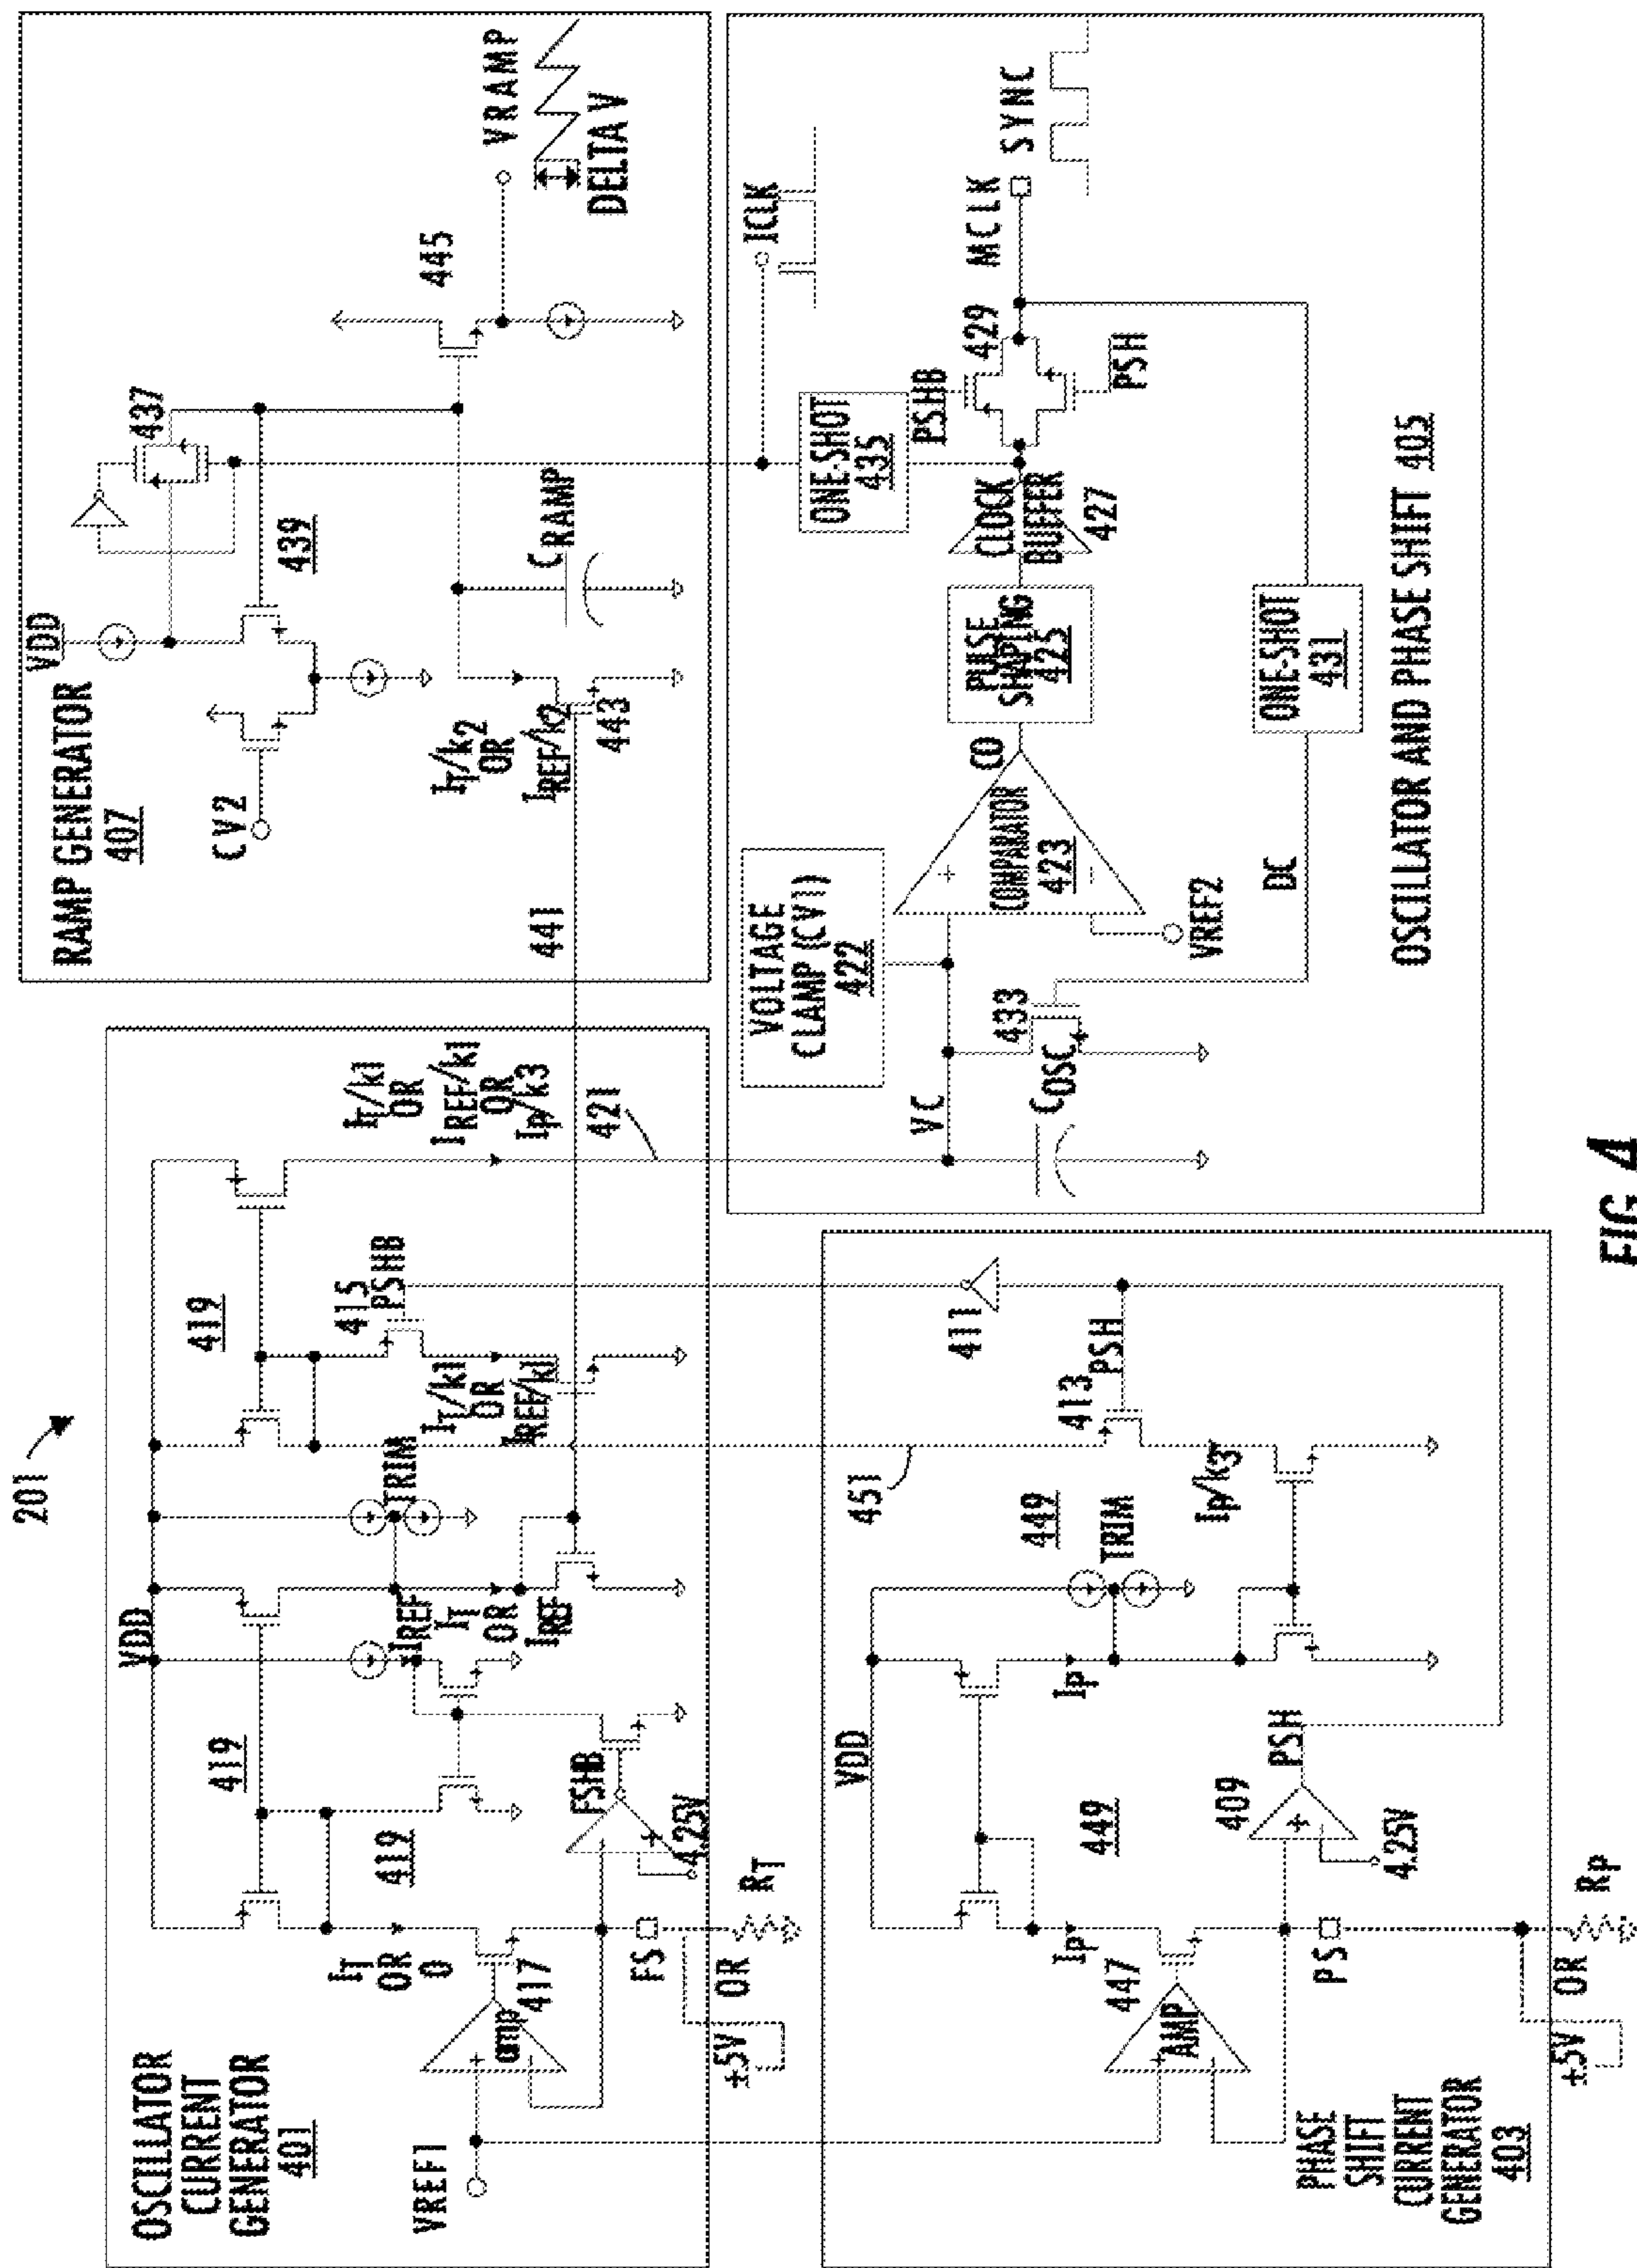 201
OSCILLATOR
CURRENT
GENERATOR
401
VREF1
amp
417
IT
OR
0
FS
+5V
OR
RT
419
419
FSHB
4.25V
VDD
IREF
IT
OR
IREF
TRIM
419
415
PSHB
IT/k1
OR
IREF/k1
IT/k1
OR
IREF/k1
OR
IP/k3
421
441
RAMP GENERATOR
407
CV2
VDD
439
437
IT/k2
OR
IREF/k2
443
CRAMP
445
VRAMP
DELTA V
PHASE
SHIFT
CURRENT
GENERATOR
403
AMP
447
IP
PS
+5V
OR
RP
VDD
449
409
PSH
4.25V
IP
449
TRIM
451
IP/k3
413
PSH
411
VC
COSC
433
VOLTAGE
CLAMP (CV1)
422
COMPARATOR
423
VREF2
CO
PULSE
SHAPING
425
CLOCK
BUFFER
427
ONE-SHOT
435
ICLK
PSHB
429
PSH
MCLK
SYNC
DC
ONE-SHOT
431
OSCILLATOR AND PHASE SHIFT 405
FIG. 4